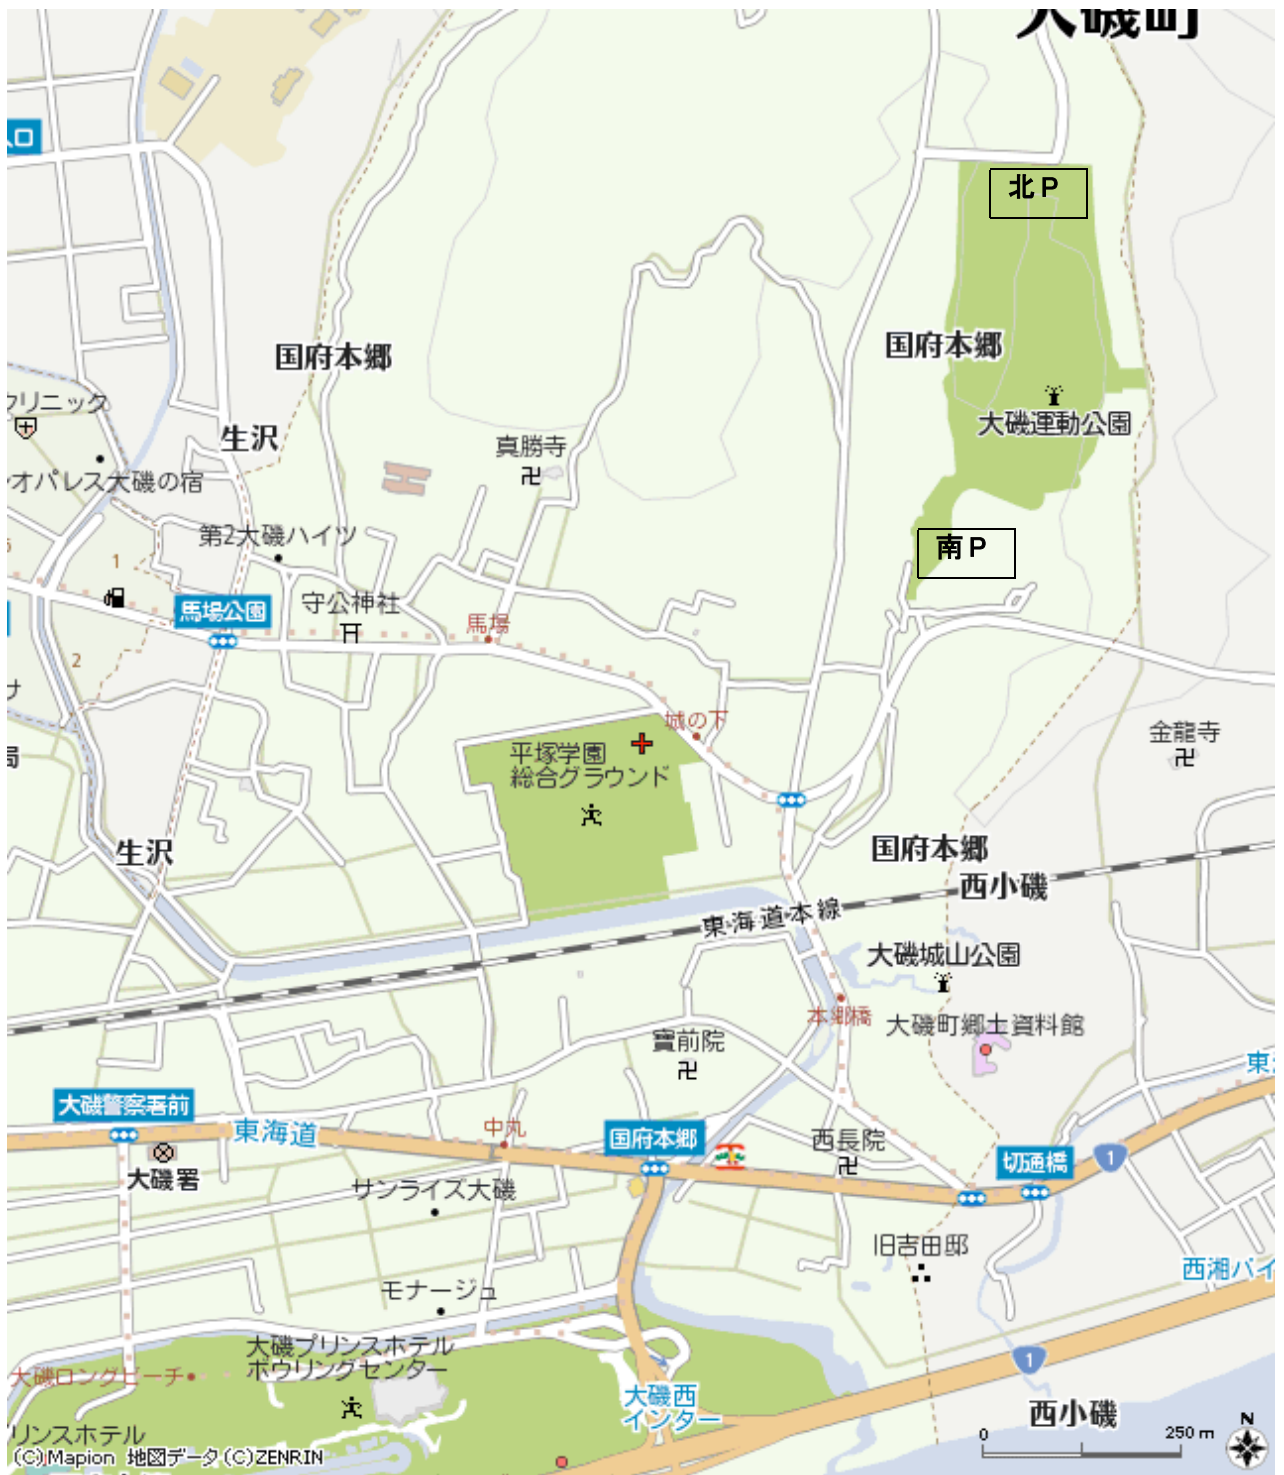 大磯町
入口
北P
国府本郷
国府本郷
クリニック
大磯運動公園
生沢
真勝寺
オパレス大磯の宿
第2大磯ハイツ
南P
1
守公神社
馬場公園
馬場
2
城の下
金龍寺
平塚学園
総合グラウンド
局
生沢
国府本郷
西小磯
東海道本線
大磯城山公園
本郷橋
大磯町郷土資料館
寶前院
大磯警察署前
東海道
中丸
国府本郷
西長院
切通橋
1
大磯署
サンライズ大磯
旧吉田邸
西湘バイ
モナージュ
大磯プリンスホテル
ボウリングセンター
1
大磯ロングビーチ
大磯西
インター
西小磯
リンスホテル
0 250m
N
(C)Mapion 地図データ(C)ZENRIN